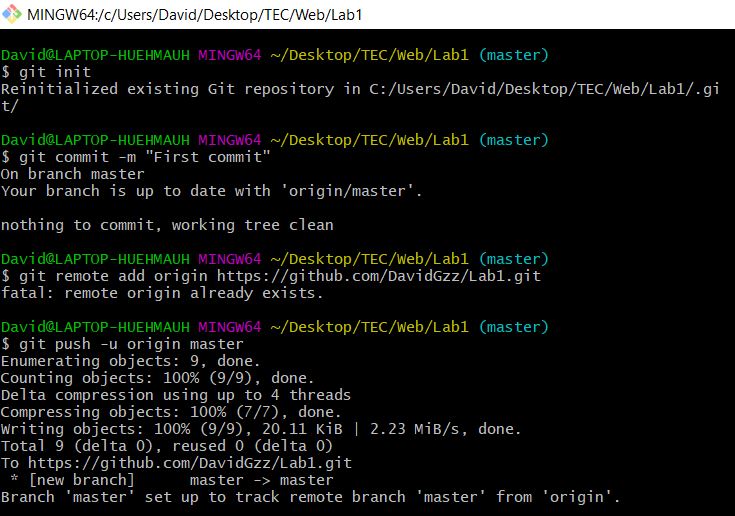 MINGW64:/c/Users/David/Desktop/TEC/Web/Lab1
David@LAPTOP-HUEHMAUH MINGW64 ~/Desktop/TEC/Web/Lab1 (master)
$ git init
Reinitialized existing Git repository in C:/Users/David/Desktop/TEC/Web/Lab1/.gi
t/
David@LAPTOP-HUEHMAUH MINGW64 ~/Desktop/TEC/Web/Lab1 (master)
$ git commit -m "First commit"
On branch master
Your branch is up to date with 'origin/master'.
nothing to commit, working tree clean
David@LAPTOP-HUEHMAUH MINGW64 ~/Desktop/TEC/Web/Lab1 (master)
$ git remote add origin https://github.com/DavidGzz/Lab1.git
fatal: remote origin already exists.
David@LAPTOP-HUEHMAUH MINGW64 ~/Desktop/TEC/Web/Lab1 (master)
$ git push -u origin master
Enumerating objects: 9, done.
Counting objects: 100% (9/9), done.
Delta compression using up to 4 threads
Compressing objects: 100% (7/7), done.
Writing objects: 100% (9/9), 20.11 KiB | 2.23 MiB/s, done.
Total 9 (delta 0), reused 0 (delta 0)
To https://github.com/DavidGzz/Lab1.git
 * [new branch]      master -> master
Branch 'master' set up to track remote branch 'master' from 'origin'.